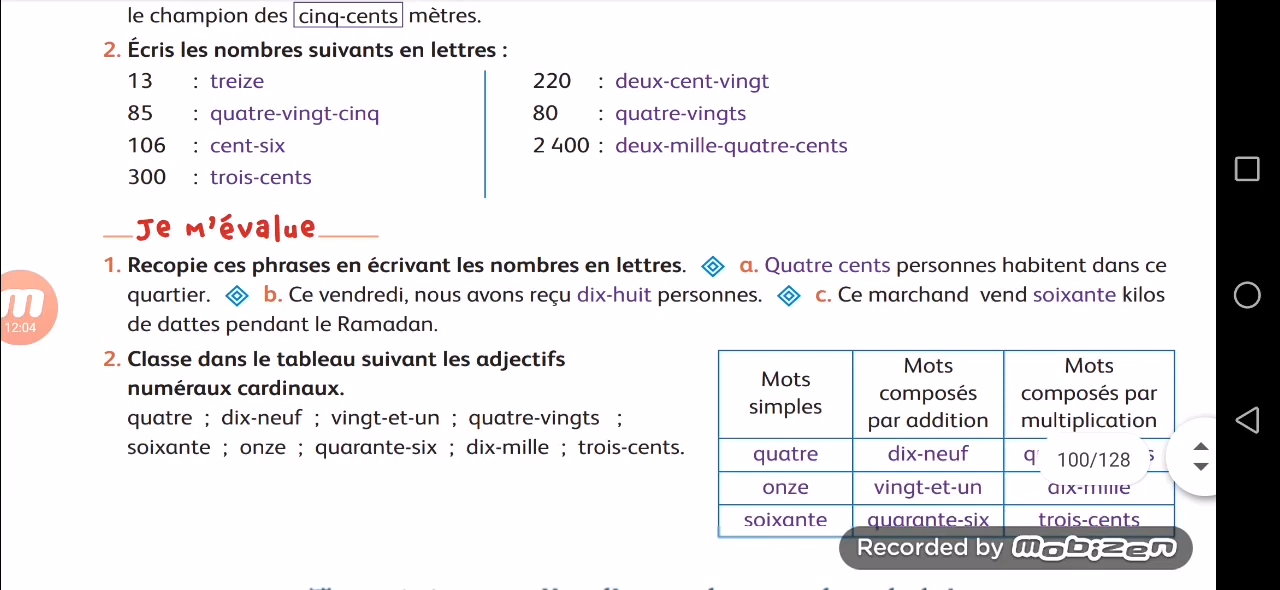 le champion des cinq-cents mètres.
2. Écris les nombres suivants en lettres :
13 : treize
85 : quatre-vingt-cinq
106 : cent-six
300 : trois-cents
220 : deux-cent-vingt
80 : quatre-vingts
2 400 : deux-mille-quatre-cents
Je m'évalue
1. Recopie ces phrases en écrivant les nombres en lettres. a. Quatre cents personnes habitent dans ce
quartier. b. Ce vendredi, nous avons reçu dix-huit personnes. c. Ce marchand vend soixante kilos
de dattes pendant le Ramadan.
2. Classe dans le tableau suivant les adjectifs
numéraux cardinaux.
quatre ; dix-neuf ; vingt-et-un ; quatre-vingts ;
soixante ; onze ; quarante-six ; dix-mille ; trois-cents.
Mots
simples
Mots
composés
par addition
Mots
composés par
multiplication
quatre dix-neuf
onze vingt-et-un dix-mille
soixante quarante-six trois-cents
100/128
12:04
Recorded by mobizen